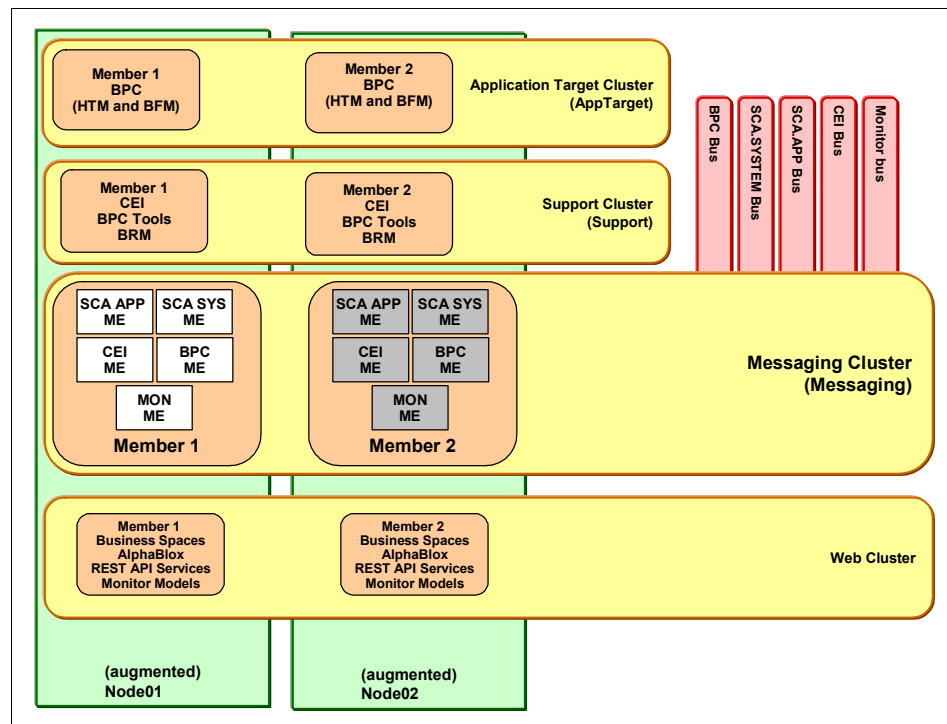 Member 1
BPC
(HTM and BFM)
Member 2
BPC
(HTM and BFM)
Application Target Cluster
(AppTarget)
BPC Bus
SCA.SYSTEM Bus
SCA.APP Bus
CEI Bus
Monitor bus
Member 1
CEI
BPC Tools
BRM
Member 2
CEI
BPC Tools
BRM
Support Cluster
(Support)
SCA APP
ME
SCA SYS
ME
CEI
ME
BPC
ME
MON
ME
Member 1
SCA APP
ME
SCA SYS
ME
CEI
ME
BPC
ME
MON
ME
Member 2
Messaging Cluster
(Messaging)
Member 1
Business Spaces
AlphaBlox
REST API Services
Monitor Models
Member 2
Business Spaces
AlphaBlox
REST API Services
Monitor Models
Web Cluster
(augmented)
Node01
(augmented)
Node02